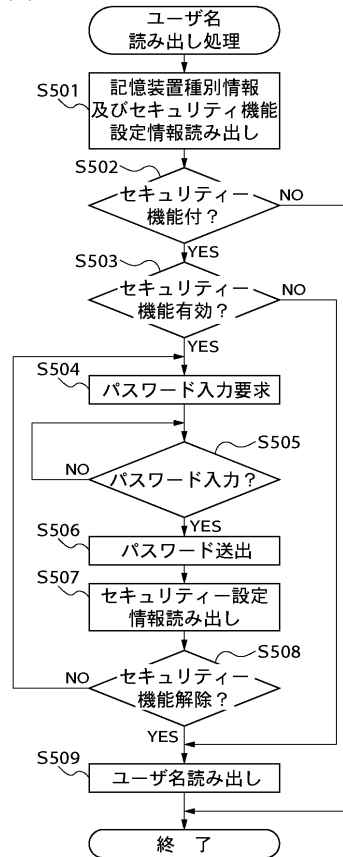 ユーザ名
読み出し処理
S501
記憶装置種別情報
及びセキュリティ機能
設定情報読み出し
S502
セキュリティー
機能付？
NO
YES
S503
セキュリティー
機能有効？
NO
YES
S504
パスワード入力要求
S505
パスワード入力？
NO
YES
S506
パスワード送出
S507
セキュリティー設定
情報読み出し
S508
セキュリティー
機能解除？
NO
YES
S509
ユーザ名読み出し
終　了